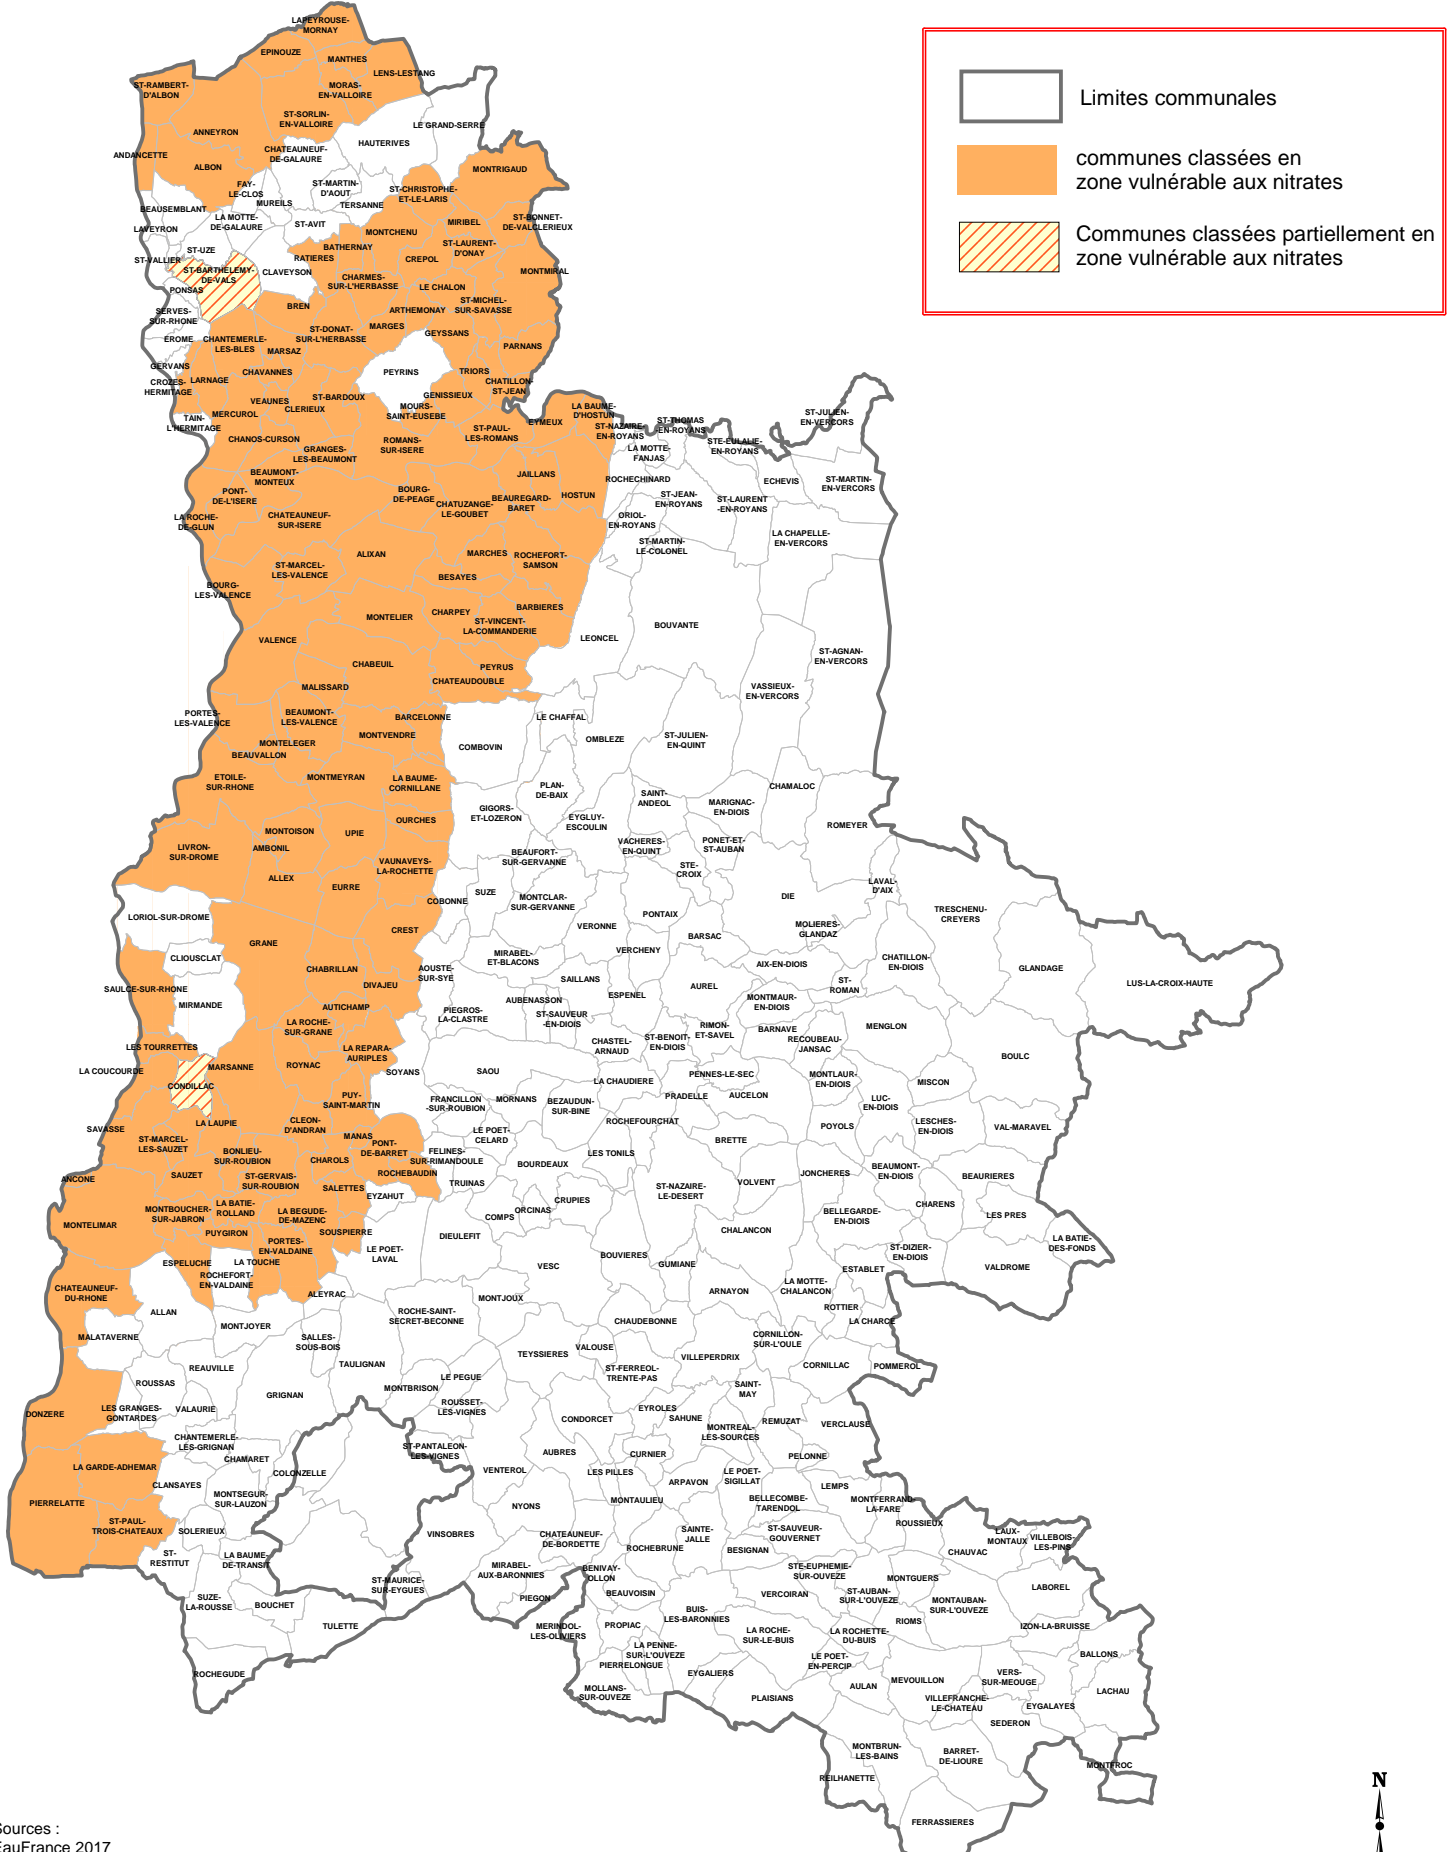 LAPEYROUSE-
MORNAY
EPINOUZE
MANTHES
LENS-LESTANG
ST-RAMBERT-
D'ALBON
MORAS-
EN-VALLOIRE
ST-SORLIN-
EN-VALLOIRE
ANNEYRON
LE GRAND-SERRE
HAUTERIVES
CHATEAUNEUF-
DE-GALAURE
ANDANCETTE
ALBON
MONTRIGAUD
FAY-
LE-CLOS
ST-MARTIN-
D'AOUT
ST-CHRISTOPHE-
ET-LE-LARIS
MUREILS
TERSANNE
BEAUSEMBLANT
LA MOTTE-
DE-GALAURE
ST-AVIT
MIRIBEL
ST-BONNET-
DE-VALCLERIEUX
LAVEYRON
MONTCHENU
ST-UZE
BATHERNAY
RATIERES
ST-LAURENT-
D'ONAY
CREPOL
ST-VALLIER
ST-BARTHELEMY-
DE-VALS
CLAVEYSON
CHARMES-
SUR-L'HERBASSE
MONTMIRAL
PONSAS
LE CHALON
ST-MICHEL-
SUR-SAVASSE
BREN
ARTHEMONAY
SERVES-
SUR-RHONE
ST-DONAT-
SUR-L'HERBASSE
MARGES
GEYSSANS
EROME
CHANTEMERLE-
LES-BLES
MARSAZ
PARNANS
GERVANS
CHAVANNES
PEYRINS
TRIORS
CROZES-
HERMITAGE
LARNAGE
CHATILLON-
ST-JEAN
VEAUNES
ST-BARDOUX
GENISSIEUX
CLERIEUX
MOURS-
SAINT-EUSEBE
TAIN-
L'HERMITAGE
MERCUROL
LA BAUME-
D'HOSTUN
EYMEUX
CHANOS-CURSON
ROMANS-
SUR-ISERE
ST-PAUL-
LES-ROMANS
ST-NAZAIRE-
EN-ROYANS
ST-THOMAS
-EN-ROYANS
ST-JULIEN-
EN-VERCORS
STE-EULALIE-
EN-ROYANS
GRANGES-
LES-BEAUMONT
LA MOTTE-
FANJAS
BEAUMONT-
MONTEUX
JAILLANS
ROCHECHINARD
ECHEVIS
ST-MARTIN-
EN-VERCORS
PONT-
DE-L'ISERE
BOURG-
DE-PEAGE
CHATUZANGE-
LE-GOUBET
BEAUREGARD-
BARET
HOSTUN
ST-JEAN-
EN-ROYANS
ST-LAURENT
-EN-ROYANS
LA ROCHE-
DE-GLUN
CHATEAUNEUF-
SUR-ISERE
ORIOL-
EN-ROYANS
LA CHAPELLE-
EN-VERCORS
ST-MARTIN-
LE-COLONEL
ALIXAN
MARCHES
ROCHEFORT-
SAMSON
ST-MARCEL-
LES-VALENCE
BESAYES
BOURG-
LES-VALENCE
MONTELIER
CHARPEY
BARBIERES
ST-VINCENT-
LA-COMMANDERIE
BOUVANTE
LEONCEL
VALENCE
ST-AGNAN-
EN-VERCORS
CHABEUIL
PEYRUS
CHATEAUDOUBLE
MALISSARD
VASSIEUX-
EN-VERCORS
PORTES-
LES-VALENCE
BEAUMONT-
LES-VALENCE
BARCELONNE
LE CHAFFAL
MONTELEGER
MONTVENDRE
COMBOVIN
OMBLEZE
ST-JULIEN-
EN-QUINT
BEAUVALLON
ETOILE-
SUR-RHONE
MONTMEYRAN
LA BAUME-
CORNILLANE
PLAN-
DE-BAIX
SAINT-
ANDEOL
CHAMALOC
MARIGNAC-
EN-DIOIS
GIGORS-
ET-LOZERON
EYGLUY-
ESCOULIN
OURCHES
ROMEYER
MONTOISON
UPIE
LIVRON-
SUR-DROME
AMBONIL
VACHERES-
EN-QUINT
PONET-ET-
ST-AUBAN
BEAUFORT-
SUR-GERVANNE
VAUNAVEYS-
LA-ROCHETTE
STE-
CROIX
ALLEX
EURRE
SUZE
LAVAL-
D'AIX
COBONNE
MONTCLAR-
SUR-GERVANNE
DIE
LORIOL-SUR-DROME
PONTAIX
TRESCHENU-
CREYERS
CREST
VERONNE
MOLIERES-
GLANDAZ
BARSAC
GRANE
VERCHENY
CLIOUSCLAT
MIRABEL-
ET-BLACONS
AIX-EN-DIOIS
CHATILLON-
EN-DIOIS
CHABRILLAN
AOUSTE-
SUR-SYE
GLANDAGE
SAILLANS
LUS-LA-CROIX-HAUTE
SAULCE-SUR-RHONE
DIVAJEU
ESPENEL
AUREL
ST-
ROMAN
MIRMANDE
AUTICHAMP
AUBENASSON
MONTMAUR-
EN-DIOIS
PIEGROS-
LA-CLASTRE
ST-SAUVEUR
-EN-DIOIS
LA ROCHE-
SUR-GRANE
RIMON-
ET-SAVEL
BARNAVE
MENGLON
CHASTEL-
ARNAUD
ST-BENOIT-
EN-DIOIS
RECOUBEAU-
JANSAC
LES TOURRETTES
LA REPARA-
AURIPLES
BOULC
LA COUCOURDE
MARSANNE
ROYNAC
SOYANS
SAOU
PENNES-LE-SEC
MONTLAUR-
EN-DIOIS
CONDILLAC
LA CHAUDIERE
MISCON
PUY-
SAINT-MARTIN
FRANCILLON
-SUR-ROUBION
MORNANS
BEZAUDUN-
SUR-BINE
PRADELLE
AUCELON
LUC-
EN-DIOIS
LA LAUPIE
CLEON-
D'ANDRAN
ROCHEFOURCHAT
LESCHES-
EN-DIOIS
SAVASSE
MANAS
LE POET-
CELARD
POYOLS
VAL-MARAVEL
ST-MARCEL-
LES-SAUZET
PONT-
DE-BARRET
BRETTE
BONLIEU-
SUR-ROUBION
CHAROLS
FELINES-
SUR-RIMANDOULE
LES TONILS
BOURDEAUX
ANCONE
SAUZET
ST-GERVAIS-
SUR-ROUBION
ROCHEBAUDIN
TRUINAS
JONCHERES
BEAUMONT-
EN-DIOIS
BEAURIERES
SALETTES
EYZAHUT
ST-NAZAIRE-
LE-DESERT
VOLVENT
CRUPIES
CHARENS
MONTBOUCHER-
SUR-JABRON
LA BATIE-
ROLLAND
LA BEGUDE-
DE-MAZENC
COMPS
ORCINAS
BELLEGARDE-
EN-DIOIS
LES PRES
MONTELIMAR
PUYGIRON
SOUSPIERRE
DIEULEFIT
CHALANCON
PORTES-
EN-VALDAINE
LE POET-
LAVAL
ST-DIZIER-
EN-DIOIS
LA BATIE-
DES-FONDS
ESPELUCHE
LA TOUCHE
BOUVIERES
VESC
GUMIANE
VALDROME
ESTABLET
ROCHEFORT-
EN-VALDAINE
CHATEAUNEUF-
DU-RHONE
ALEYRAC
LA MOTTE-
CHALANCON
ARNAYON
MONTJOUX
ALLAN
ROCHE-SAINT-
SECRET-BECONNE
CHAUDEBONNE
ROTTIER
LA CHARCE
MONTJOYER
MALATAVERNE
SALLES-
SOUS-BOIS
CORNILLON-
SUR-L'OULE
VALOUSE
TEYSSIERES
VILLEPERDRIX
REAUVILLE
TAULIGNAN
ST-FERREOL-
TRENTE-PAS
CORNILLAC
POMMEROL
ROUSSAS
LE PEGUE
MONTBRISON
SAINT-
MAY
GRIGNAN
LES GRANGES-
GONTARDES
VALAURIE
ROUSSET-
LES-VIGNES
EYROLES
DONZERE
CONDORCET
SAHUNE
REMUZAT
VERCLAUSE
MONTREAL-
LES-SOURCES
CHANTEMERLE-
LES-GRIGNAN
ST-PANTALEON-
LES-VIGNES
AUBRES
CURNIER
PELONNE
CHAMARET
LA GARDE-ADHEMAR
COLONZELLE
VENTEROL
LES PILLES
LE POET-
SIGILLAT
ARPAVON
LEMPS
CLANSAYES
MONTSEGUR-
SUR-LAUZON
MONTAULIEU
BELLECOMBE-
TARENDOL
MONTFERRAND-
LA-FARE
PIERRELATTE
NYONS
ROUSSIEUX
ST-PAUL-
TROIS-CHATEAUX
SOLERIEUX
VINSOBRES
CHATEAUNEUF-
DE-BORDETTE
SAINTE-
JALLE
ST-SAUVEUR-
GOUVERNET
LAUX-
MONTAUX
VILLEBOIS-
LES-PINS
ROCHEBRUNE
BESIGNAN
CHAUVAC
ST-
RESTITUT
LA BAUME-
DE-TRANSIT
MIRABEL-
AUX-BARONNIES
BENIVAY-
OLLON
STE-EUPHEMIE-
SUR-OUVEZE
MONTGUERS
ST-MAURICE-
SUR-EYGUES
LABOREL
SUZE-
LA-ROUSSE
BEAUVOISIN
VERCOIRAN
ST-AUBAN-
SUR-L'OUVEZE
MONTAUBAN-
SUR-L'OUVEZE
PIEGON
BOUCHET
BUIS-
LES-BARONNIES
RIOMS
TULETTE
MERINDOL-
LES-OLIVIERS
PROPIAC
IZON-LA-BRUISSE
LA ROCHE-
SUR-LE-BUIS
LA ROCHETTE-
DU-BUIS
LA PENNE-
SUR-L'OUVEZE
BALLONS
PIERRELONGUE
LE POET-
EN-PERCIP
ROCHEGUDE
EYGALIERS
MEVOUILLON
VERS-
SUR-MEOUGE
AULAN
LACHAU
MOLLANS-
SUR-OUVEZE
PLAISIANS
VILLEFRANCHE-
LE-CHATEAU
EYGALAYES
SEDERON
MONTBRUN-
LES-BAINS
BARRET-
DE-LIOURE
MONTFROC
REILHANETTE
FERRASSIERES
Limites communales
communes classées en
zone vulnérable aux nitrates
Communes classées partiellement en
zone vulnérable aux nitrates
N
Sources :
EauFrance 2017